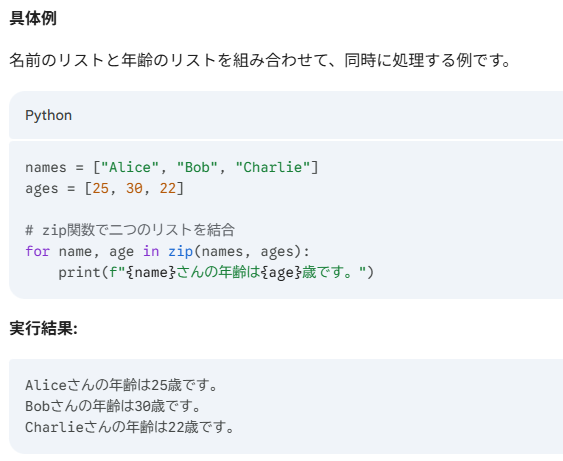 具体例
名前のリストと年齢のリストを組み合わせて、同時に処理する例です。
Python
names = ["Alice", "Bob", "Charlie"]
ages = [25, 30, 22]
# zip関数で二つのリストを結合
for name, age in zip(names, ages):
    print(f"{name}さんの年齢は{age}歳です。")
実行結果:
Aliceさんの年齢は25歳です。
Bobさんの年齢は30歳です。
Charlieさんの年齢は22歳です。